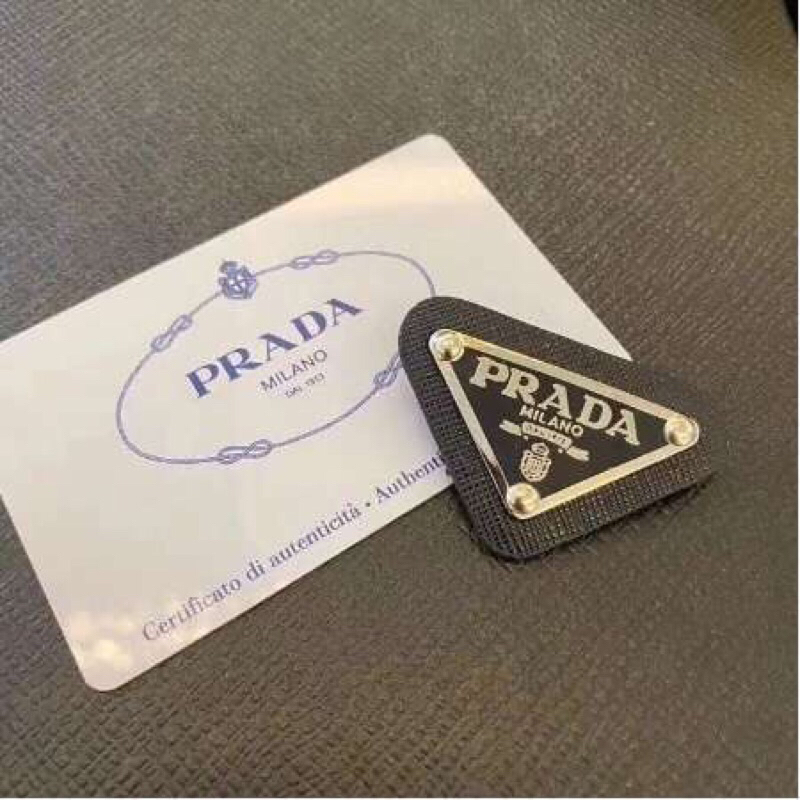 PRADA
MILANO
DAL 1913
Certificato di autenticità • Authenti
PRADA
MILANO